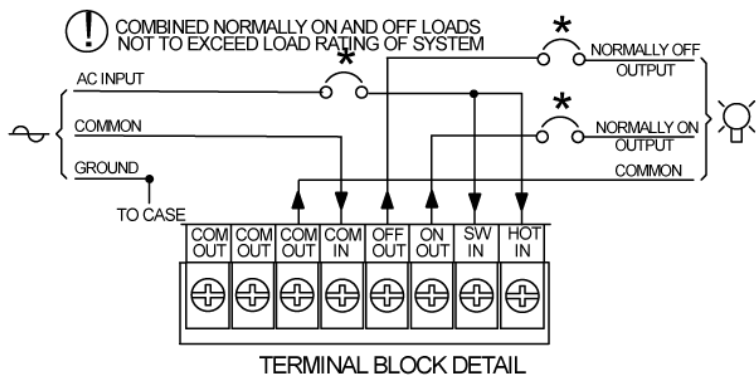 ! COMBINED NORMALLY ON AND OFF LOADS
NOT TO EXCEED LOAD RATING OF SYSTEM
* * *
AC INPUT
NORMALLY OFF
OUTPUT
COMMON
NORMALLY ON
OUTPUT
GROUND
COMMON
TO CASE
COM OUT
COM OUT
COM OUT
COM IN
OFF OUT
ON OUT
SW IN
HOT IN
TERMINAL BLOCK DETAIL